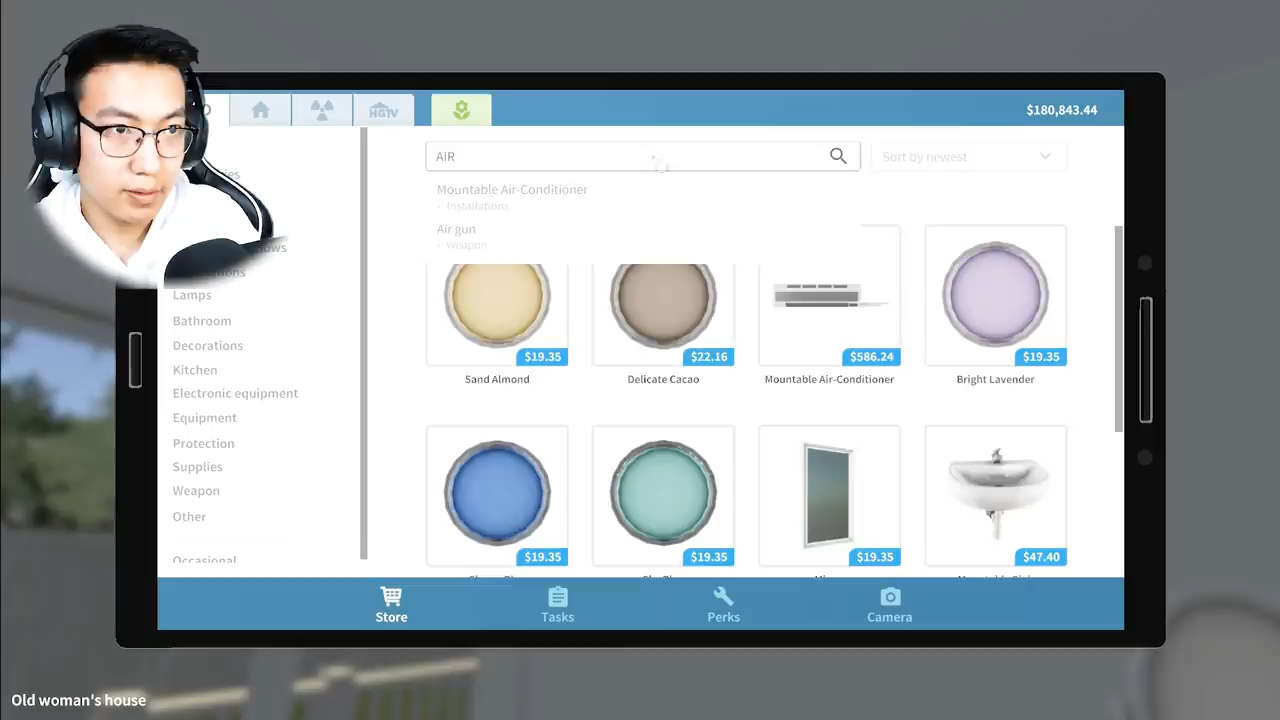 HGTV
$180,843.44
AIR
Sort by newest
Mountable Air-Conditioner
Installations
Air gun
Weapon
Lamps
Bathroom
Decorations
Kitchen
Electronic equipment
Equipment
Protection
Supplies
Weapon
Other
Occasional
$19.35
$22.16
$586.24
$19.35
Sand Almond
Delicate Cacao
Mountable Air-Conditioner
Bright Lavender
$19.35
$19.35
$19.35
$47.40
Store
Tasks
Perks
Camera
Old woman's house